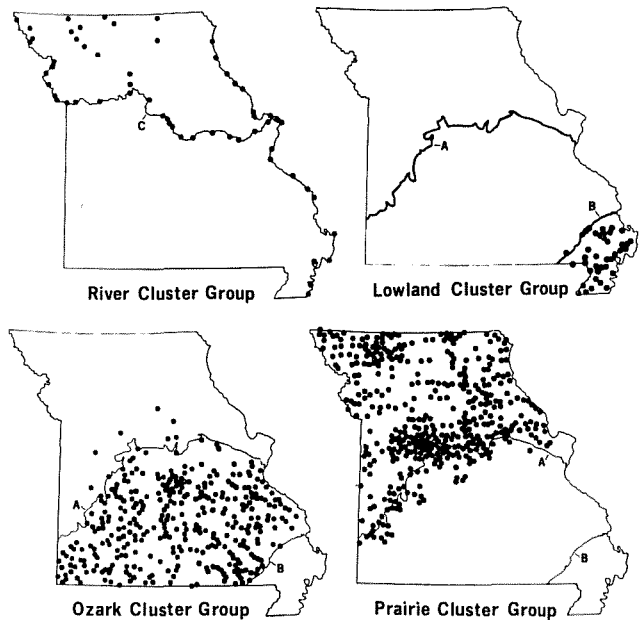 C
River Cluster Group
A
B
Lowland Cluster Group
A
B
Ozark Cluster Group
A
B
Prairie Cluster Group